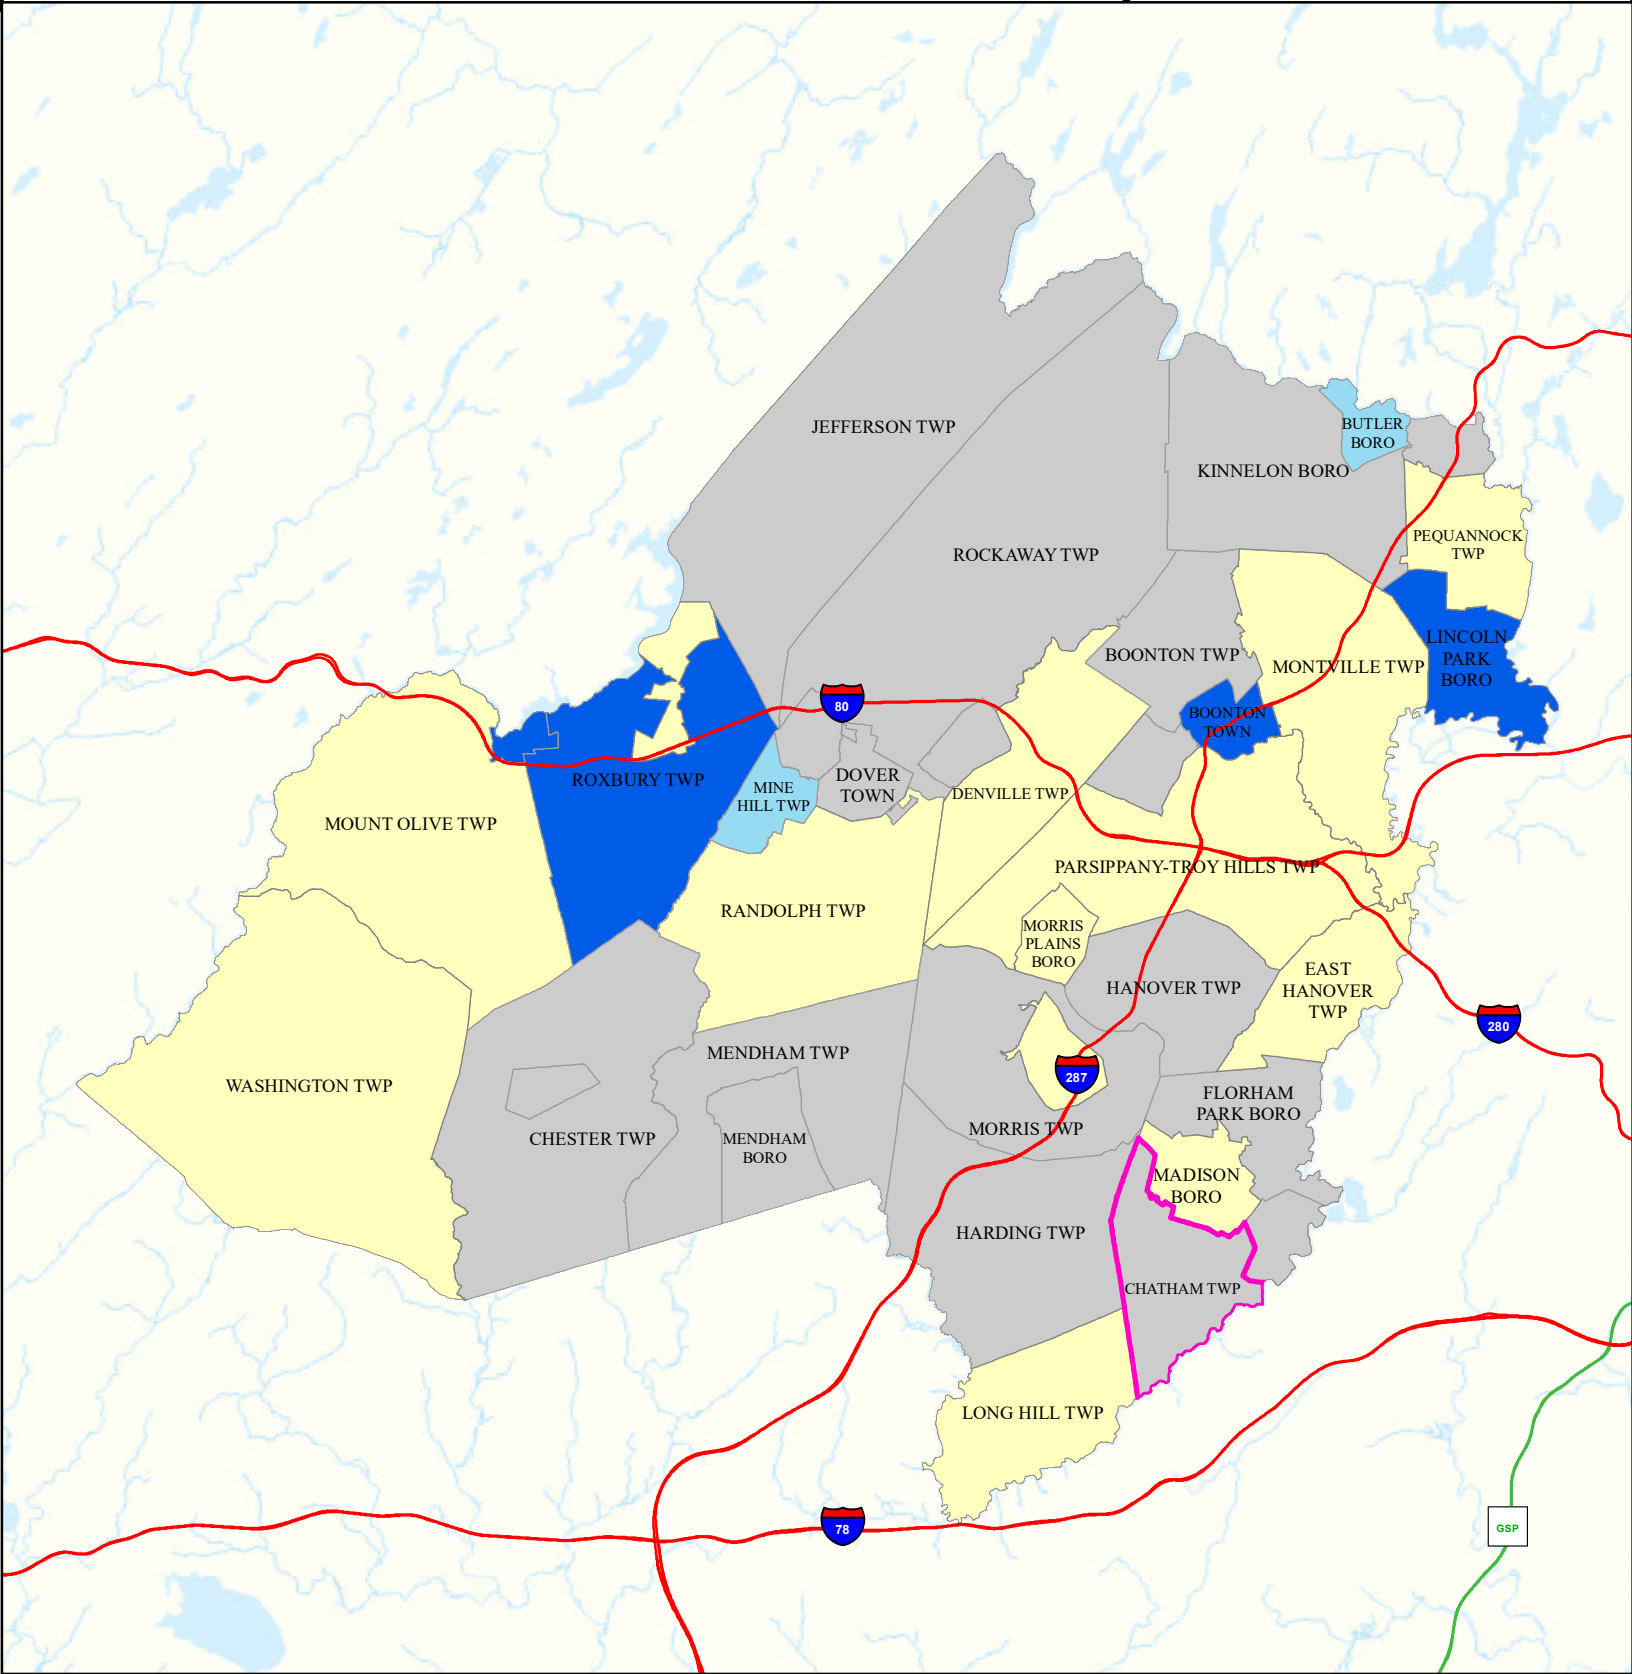 JEFFERSON TWP
BUTLER
BORO
KINNELON BORO
PEQUANNOCK
TWP
ROCKAWAY TWP
LINCOLN
PARK
BORO
BOONTON TWP
MONTVILLE TWP
80
BOONTON
TOWN
ROXBURY TWP
MINE
HILL TWP
DOVER
TOWN
DENVILLE TWP
MOUNT OLIVE TWP
PARSIPPANY-TROY HILLS TWP
RANDOLPH TWP
MORRIS
PLAINS
BORO
EAST
HANOVER
TWP
HANOVER TWP
280
MENDHAM TWP
287
WASHINGTON TWP
FLORHAM
PARK BORO
CHESTER TWP
MENDHAM
BORO
MORRIS TWP
MADISON
BORO
HARDING TWP
CHATHAM TWP
LONG HILL TWP
78
GSP